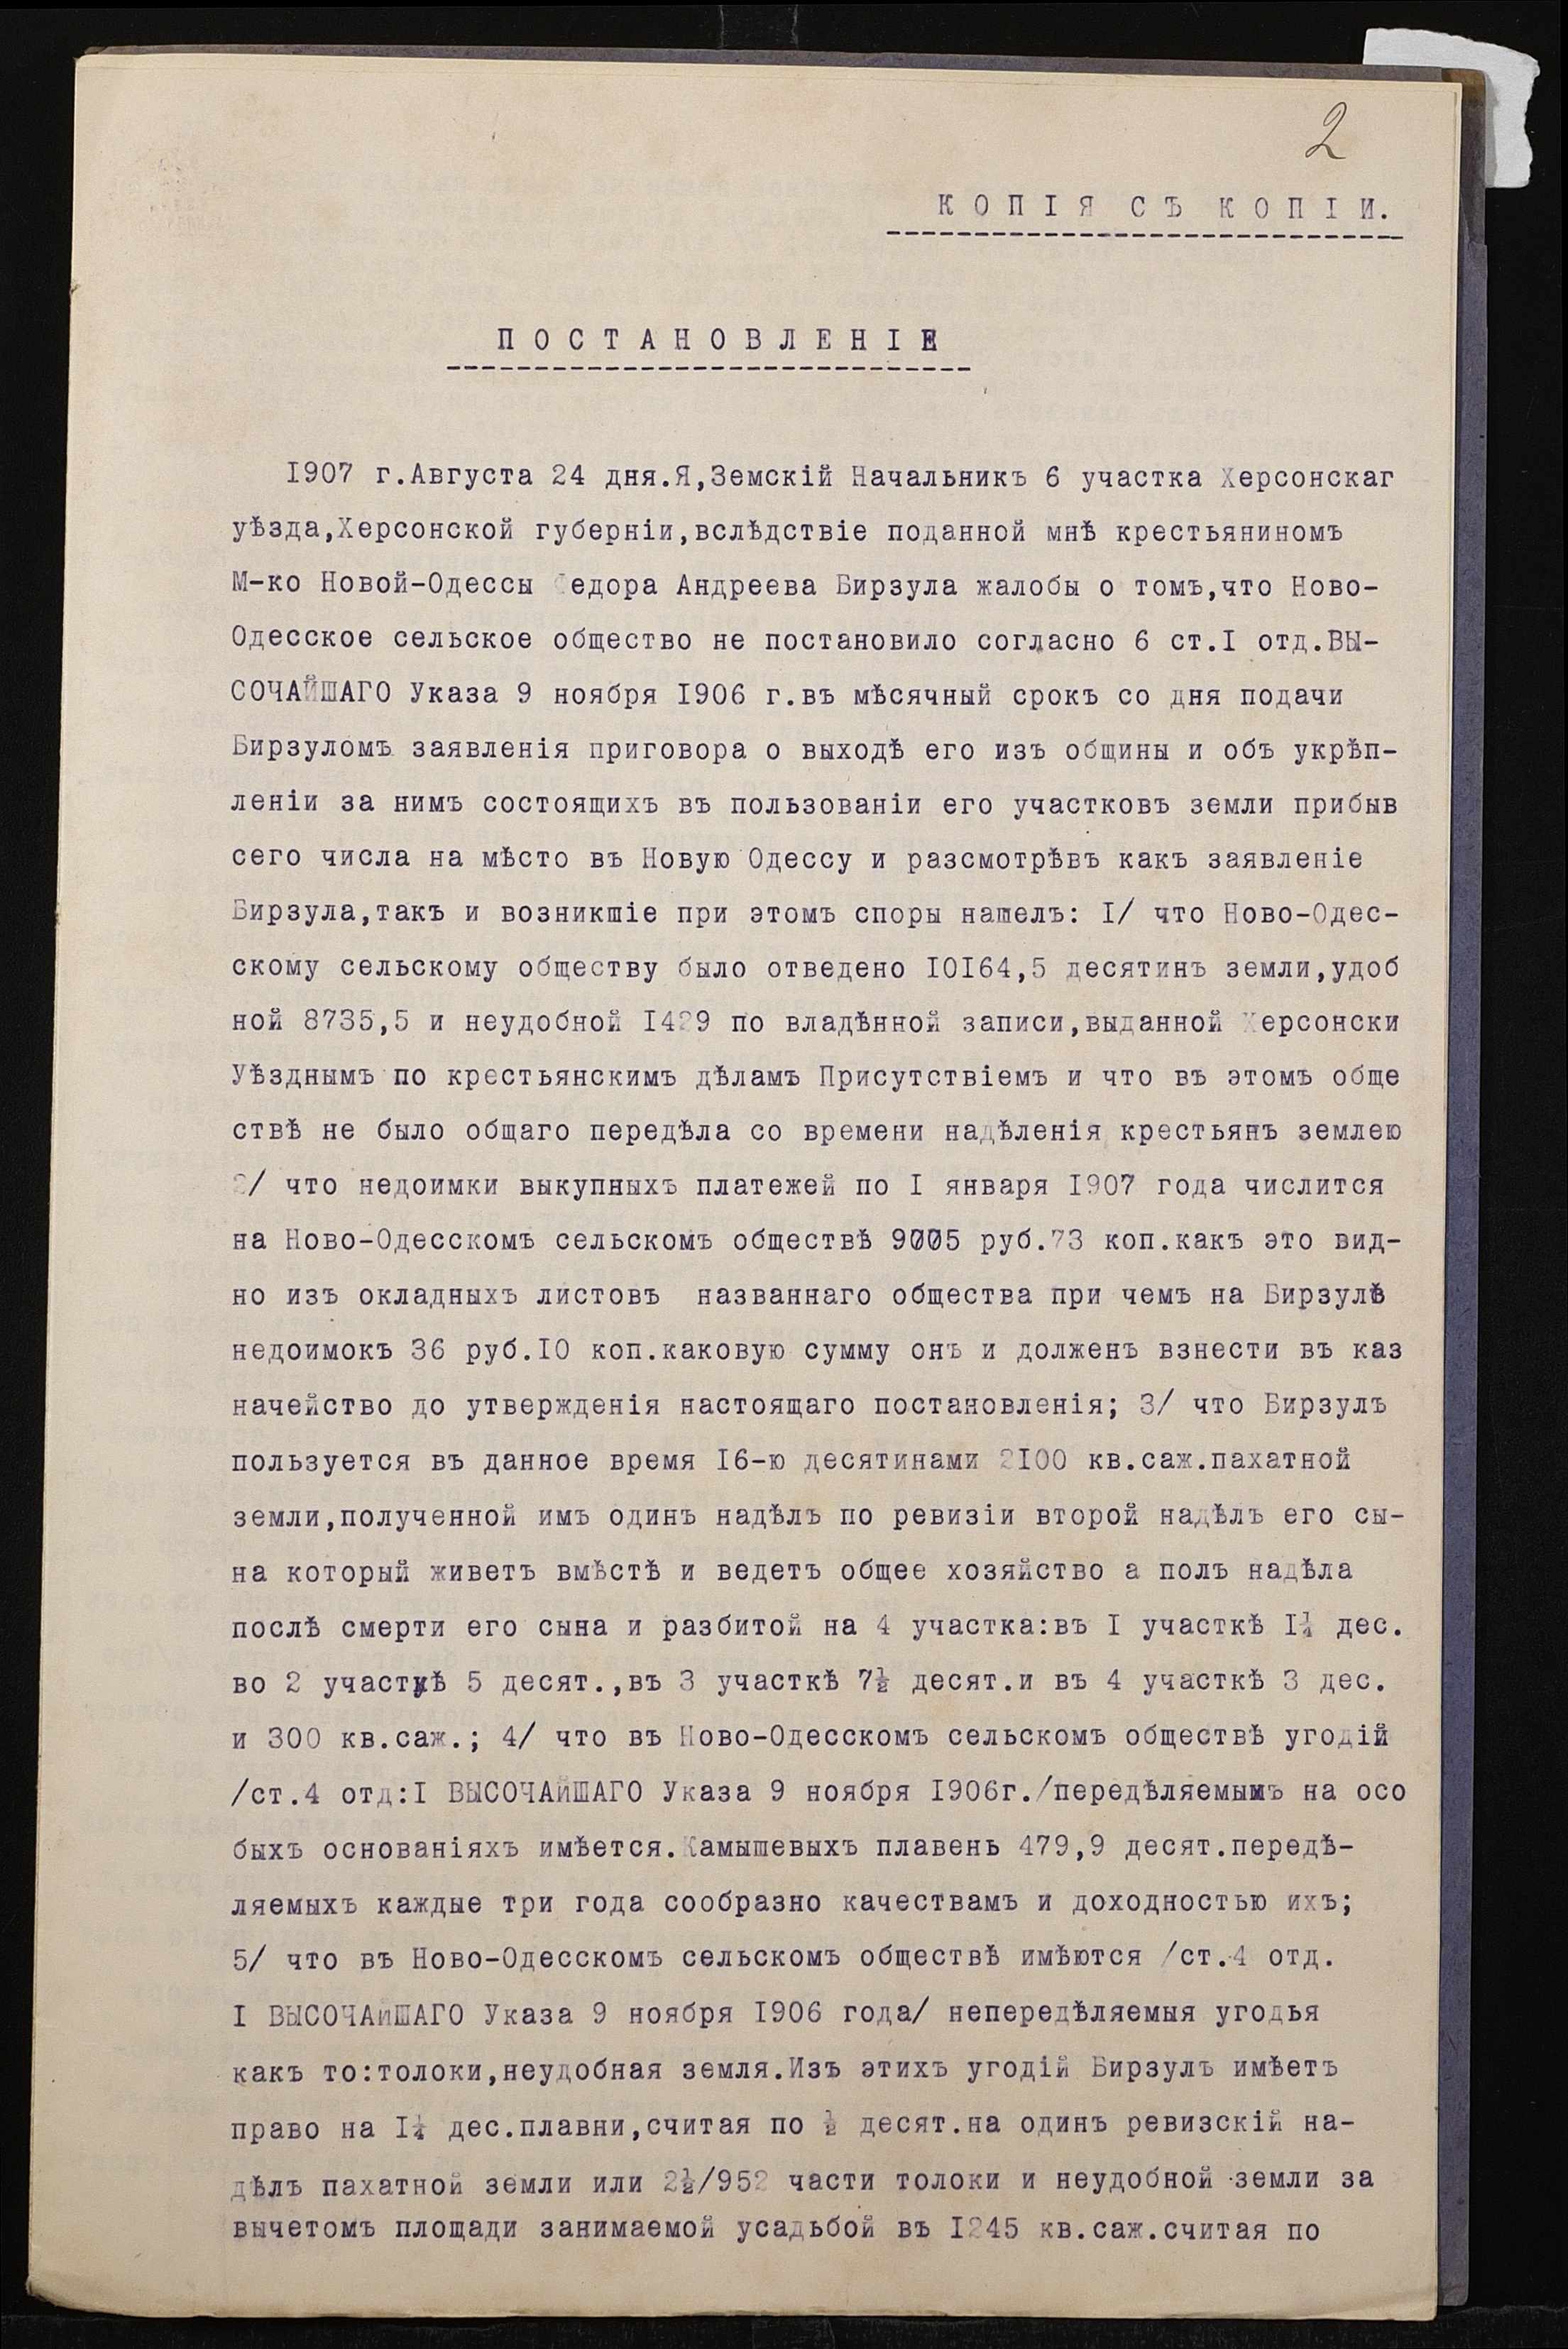 2
КОПІЯ СЪ КОПІИ.
ПОСТАНОВЛЕНІЕ
1907 г.Августа 24 дня.Я,Земскій Начальникъ 6 участка Херсонскаг
уѣзда,Херсонской губерніи,вслѣдствіе поданной мнѣ крестьяниномъ
М-ко Новой-Одессы Федора Андреева Бирзула жалобы о томъ,что Ново-
Одесское сельское общество не постановило согласно 6 ст.I отд.ВЫ-
СОЧАЙШАГО Указа 9 ноября 1906 г.въ мѣсячный срокъ со дня подачи
Бирзуломъ заявленія приговора о выходѣ его изъ общины и объ укрѣп-
леніи за нимъ состоящихъ въ пользованіи его участковъ земли прибыв
сего числа на мѣсто въ Новую Одессу и разсмотрѣвъ какъ заявленіе
Бирзула,такъ и возникшіе при этомъ споры нашелъ: I/ что Ново-Одес-
скому сельскому обществу было отведено 10164,5 десятинъ земли,удоб
ной 8735,5 и неудобной 1429 по владѣнной записи,выданной Херсонски
Уѣзднымъ по крестьянскимъ дѣламъ Присутствіемъ и что въ этомъ обще
ствѣ не было общаго передѣла со времени надѣленія крестьянъ землею
2/ что недоимки выкупныхъ платежей по I января 1907 года числится
на Ново-Одесскомъ сельскомъ обществѣ 9005 руб.73 коп.какъ это вид-
но изъ окладныхъ листовъ названнаго общества при чемъ на Бирзулѣ
недоимокъ 36 руб.10 коп.каковую сумму онъ и долженъ взнести въ каз
начейство до утвержденія настоящаго постановленія; 3/ что Бирзулъ
пользуется въ данное время 16-ю десятинами 2100 кв.саж.пахатной
земли,полученной имъ одинъ надѣлъ по ревизіи второй надѣлъ его сы-
на который живетъ вмѣстѣ и ведетъ общее хозяйство а полъ надѣла
послѣ смерти его сына и разбитой на 4 участка:въ I участкѣ 1¼ дес.
во 2 участкѣ 5 десят.,въ 3 участкѣ 7½ десят.и въ 4 участкѣ 3 дес.
и 300 кв.саж.; 4/ что въ Ново-Одесскомъ сельскомъ обществѣ угодій
/ст.4 отд:I ВЫСОЧАЙШАГО Указа 9 ноября 1906г./передѣляемымъ на осо
быхъ основаніяхъ имѣется.Камышевыхъ плавень 479,9 десят.передѣ-
ляемыхъ каждые три года сообразно качествамъ и доходностью ихъ;
5/ что въ Ново-Одесскомъ сельскомъ обществѣ имѣются /ст.4 отд.
I ВЫСОЧАйШАГО Указа 9 ноября 1906 года/ непередѣляемыя угодья
какъ то:толоки,неудобная земля.Изъ этихъ угодій Бирзулъ имѣетъ
право на 1¼ дес.плавни,считая по ½ десят.на одинъ ревизскій на-
дѣлъ пахатной земли или 2½/952 части толоки и неудобной земли за
вычетомъ площади занимаемой усадьбой въ 1245 кв.саж.считая по